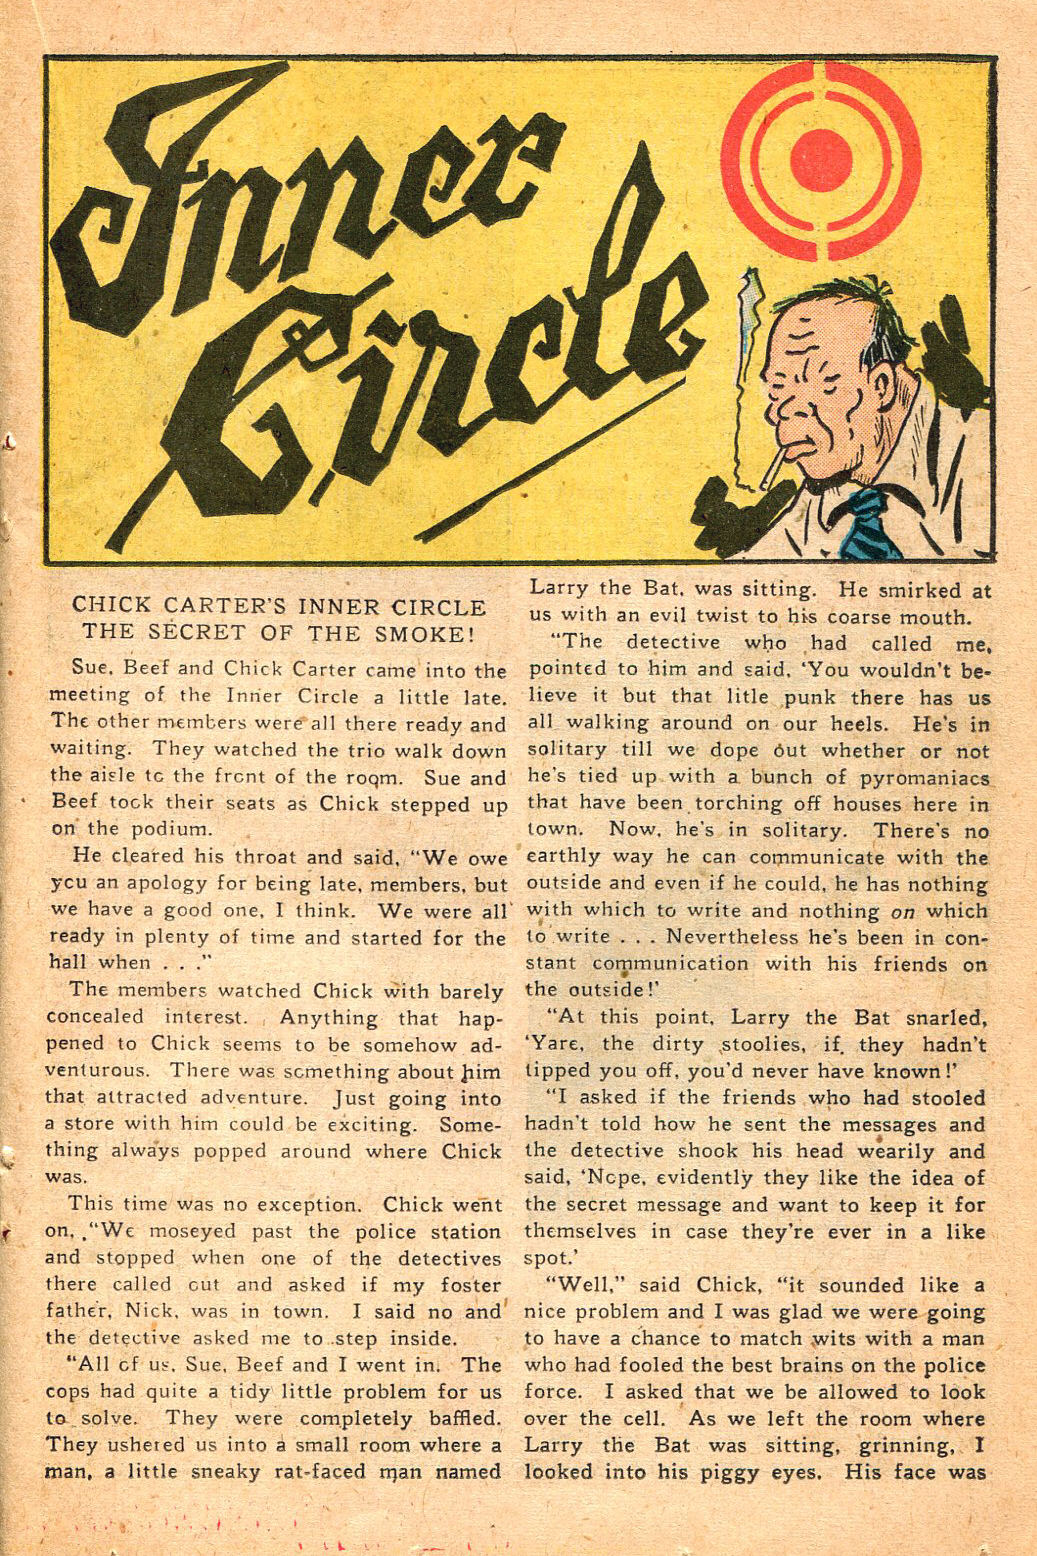 Inner
Circle
CHICK CARTER'S INNER CIRCLE
THE SECRET OF THE SMOKE!
Sue, Beef and Chick Carter came into the
meeting of the Inner Circle a little late.
The other members were all there ready and
waiting. They watched the trio walk down
the aisle to the front of the room. Sue and
Beef took their seats as Chick stepped up
on the podium.
He cleared his throat and said, "We owe
you an apology for being late, members, but
we have a good one, I think. We were all
ready in plenty of time and started for the
hall when . . ."
The members watched Chick with barely
concealed interest. Anything that hap-
pened to Chick seems to be somehow ad-
venturous. There was something about him
that attracted adventure. Just going into
a store with him could be exciting. Some-
thing always popped around where Chick
was.
This time was no exception. Chick went
on, "We moseyed past the police station
and stopped when one of the detectives
there called out and asked if my foster
father, Nick, was in town. I said no and
the detective asked me to step inside.
"All of us, Sue, Beef and I went in. The
cops had quite a tidy little problem for us
to solve. They were completely baffled.
They ushered us into a small room where a
man, a little sneaky rat-faced man named
Larry the Bat, was sitting. He smirked at
us with an evil twist to his coarse mouth.
"The detective who had called me,
pointed to him and said, 'You wouldn't be-
lieve it but that litle punk there has us
all walking around on our heels. He's in
solitary till we dope out whether or not
he's tied up with a bunch of pyromaniacs
that have been torching off houses here in
town. Now, he's in solitary. There's no
earthly way he can communicate with the
outside and even if he could, he has nothing
with which to write and nothing on which
to write . . . Nevertheless he's been in con-
stant communication with his friends on
the outside!'
"At this point, Larry the Bat snarled,
'Yare, the dirty stoolies, if they hadn't
tipped you off, you'd never have known!'
"I asked if the friends who had stooled
hadn't told how he sent the messages and
the detective shook his head wearily and
said, 'Nope, evidently they like the idea of
the secret message and want to keep it for
themselves in case they're ever in a like
spot.'
"Well," said Chick, "it sounded like a
nice problem and I was glad we were going
to have a chance to match wits with a man
who had fooled the best brains on the police
force. I asked that we be allowed to look
over the cell. As we left the room where
Larry the Bat was sitting, grinning, I
looked into his piggy eyes. His face was